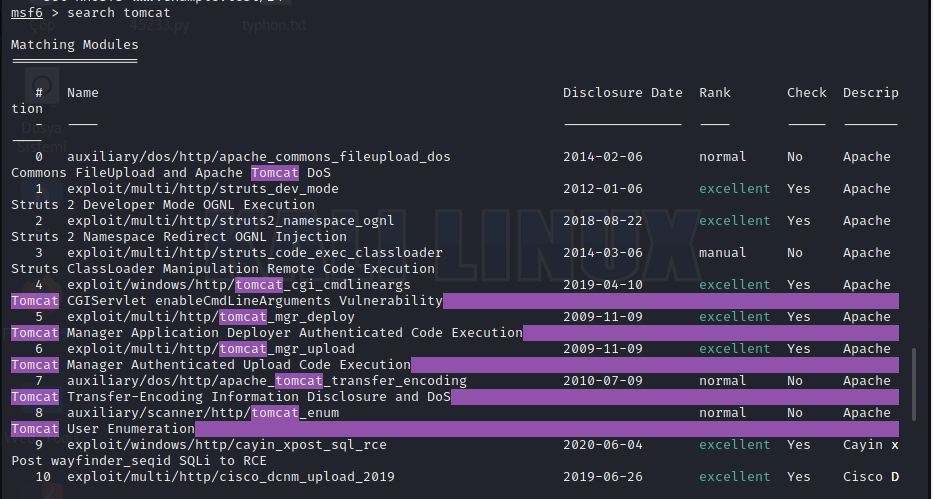 45233.py typhon.txt
msf6 > search tomcat
Matching Modules
# Name Disclosure Date Rank Check Descrip
tion
- ---- --------------- ---- ----- -------
----
0 auxiliary/dos/http/apache_commons_fileupload_dos 2014-02-06 normal No Apache
Commons FileUpload and Apache Tomcat DoS
1 exploit/multi/http/struts_dev_mode 2012-01-06 excellent Yes Apache
Struts 2 Developer Mode OGNL Execution
2 exploit/multi/http/struts2_namespace_ognl 2018-08-22 excellent Yes Apache
Struts 2 Namespace Redirect OGNL Injection
3 exploit/multi/http/struts_code_exec_classloader 2014-03-06 manual No Apache
Struts ClassLoader Manipulation Remote Code Execution
4 exploit/windows/http/tomcat_cgi_cmdlineargs 2019-04-10 excellent Yes Apache
Tomcat CGIServlet enableCmdLineArguments Vulnerability
5 exploit/multi/http/tomcat_mgr_deploy 2009-11-09 excellent Yes Apache
Tomcat Manager Application Deployer Authenticated Code Execution
6 exploit/multi/http/tomcat_mgr_upload 2009-11-09 excellent Yes Apache
Tomcat Manager Authenticated Upload Code Execution
7 auxiliary/dos/http/apache_tomcat_transfer_encoding 2010-07-09 normal No Apache
Tomcat Transfer-Encoding Information Disclosure and DoS
8 auxiliary/scanner/http/tomcat_enum normal No Apache
Tomcat User Enumeration
9 exploit/windows/http/cayin_xpost_sql_rce 2020-06-04 excellent Yes Cayin x
Post wayfinder_seqid SQLi to RCE
10 exploit/multi/http/cisco_dcnm_upload_2019 2019-06-26 excellent Yes Cisco D
KALI LINUX